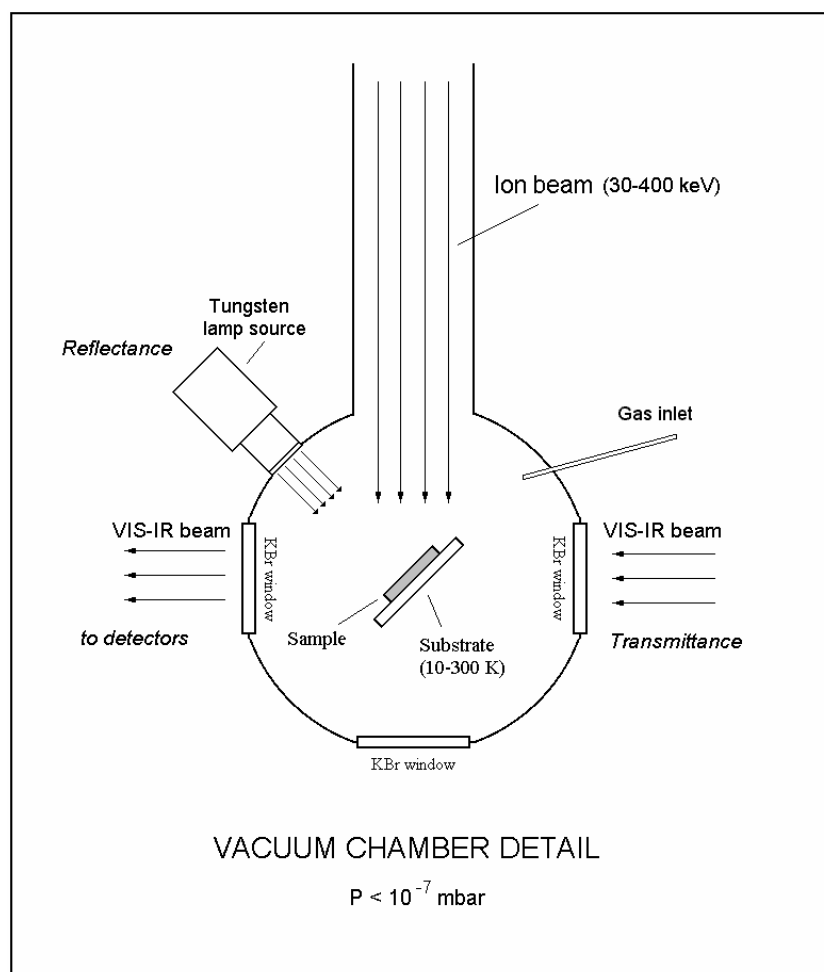 Ion beam (30-400 keV)
Tungsten
lamp source
Reflectance
Gas inlet
VIS-IR beam
KBr window
KBr window
VIS-IR beam
to detectors
Sample
Substrate
(10-300 K)
Transmittance
KBr window
VACUUM CHAMBER DETAIL
P < 10⁻⁷ mbar